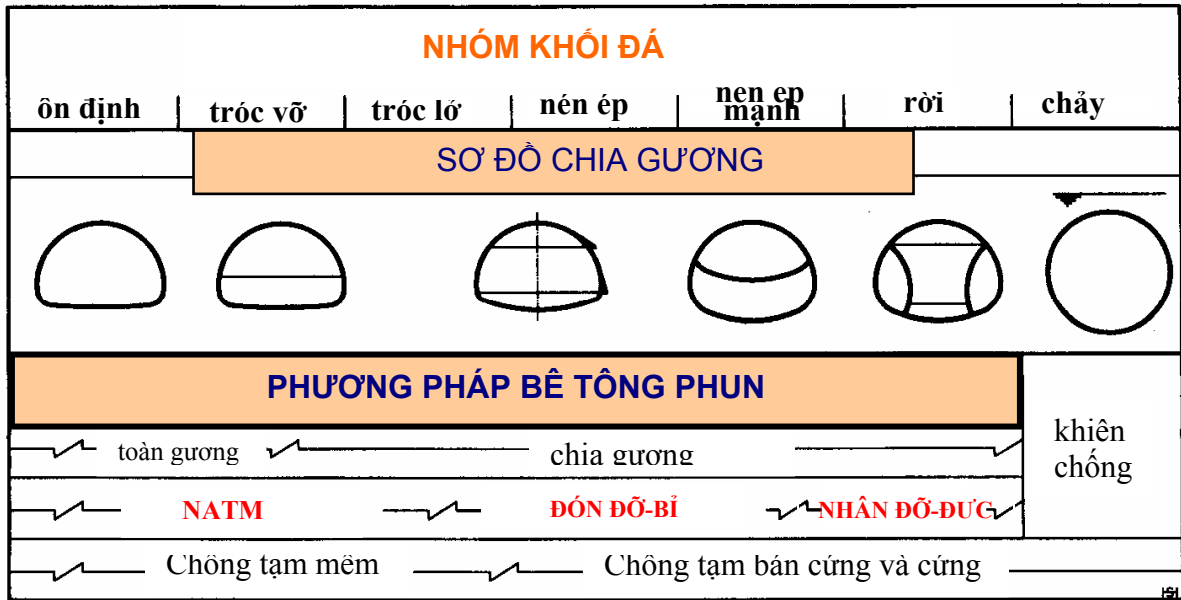 NHÓM KHỐI ĐÁ
ôn định tróc vỡ tróc lở nén ép nen ep mạnh rời chảy
SƠ ĐỒ CHIA GƯƠNG
PHƯƠNG PHÁP BÊ TÔNG PHUN
khiên
chống
toàn gương chia gương
NATM ĐÓN ĐỠ-BỈ NHÂN ĐỠ-ĐƯC
Chông tạm mêm Chông tạm bán cứng và cứng